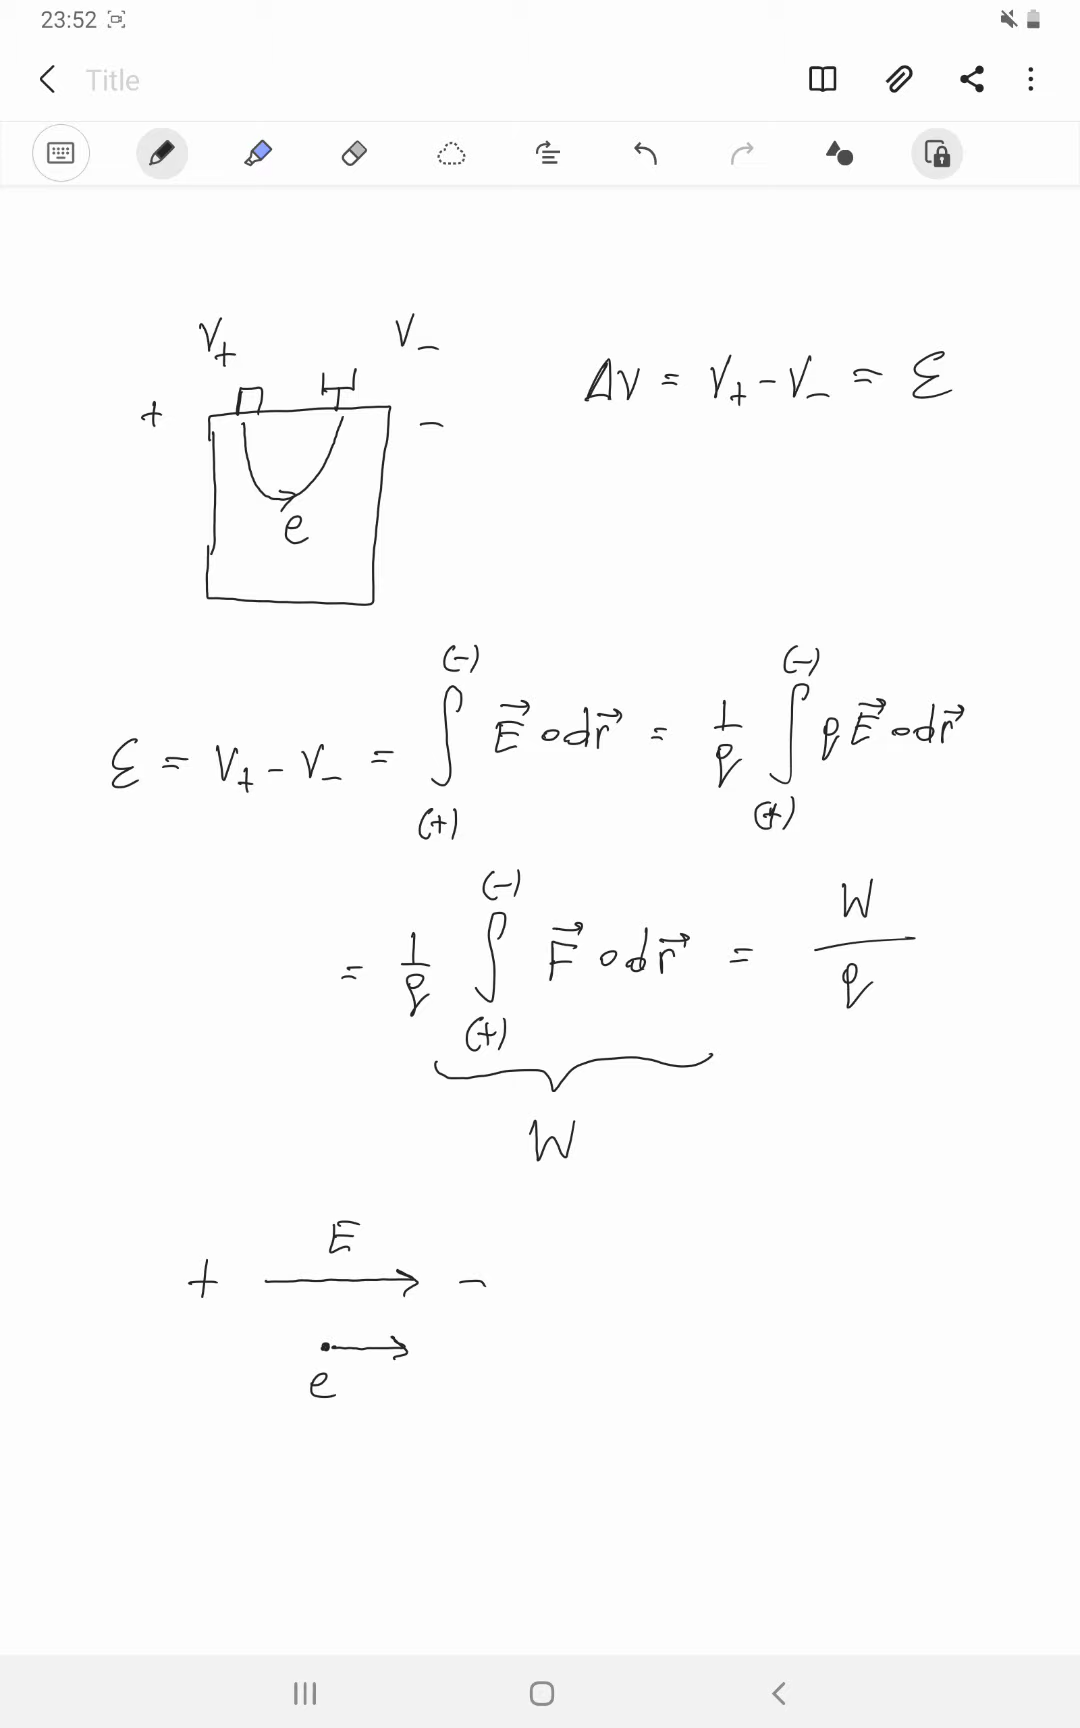 23:52
Title
V₊ V₋
+ −
ΔV = V₊ - V₋ = ℰ
e
ℰ = V₊ - V₋ = ∫₍₊₎⁽⁻⁾ E⃗ ∘ dr⃗ = 1/q ∫₍₊₎⁽⁻⁾ qE⃗ ∘ dr⃗
= 1/q ∫₍₊₎⁽⁻⁾ F⃗ ∘ dr⃗ = W/q
W
E
+ → −
e